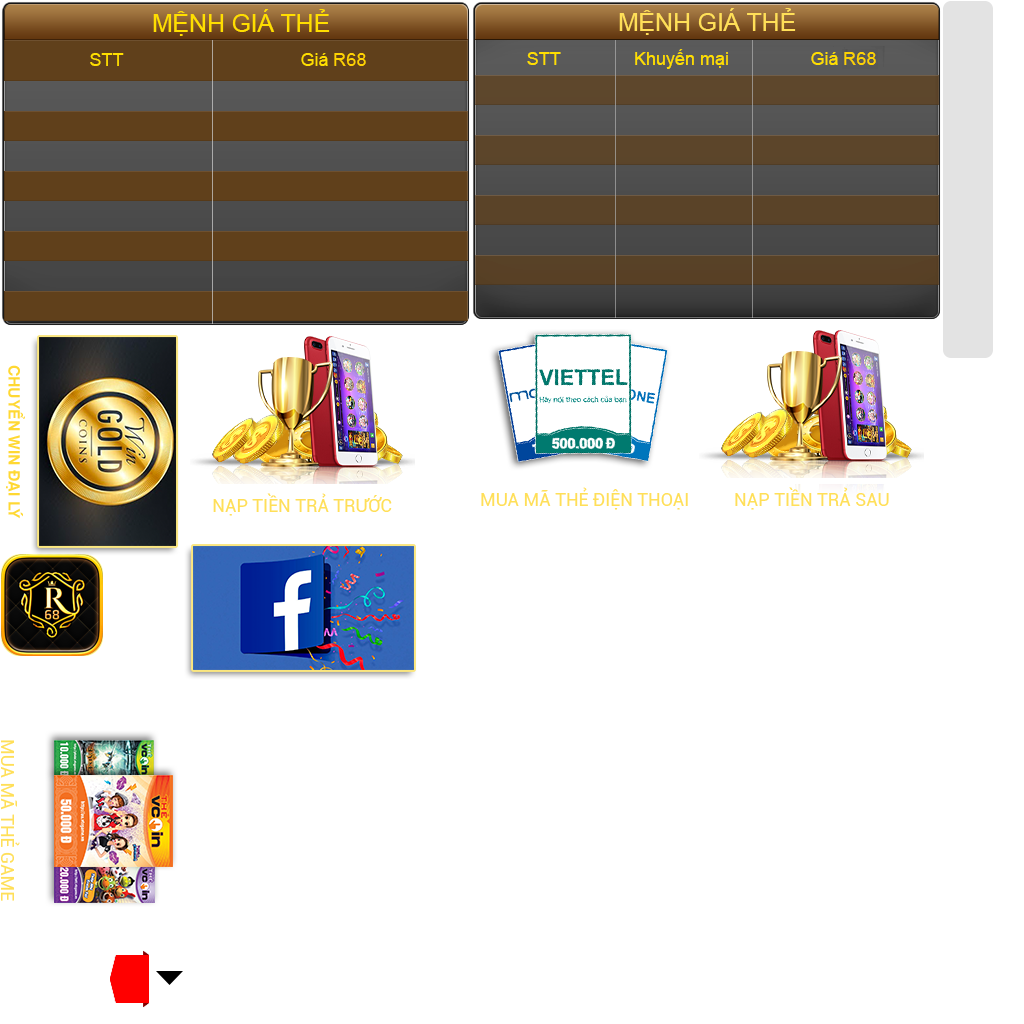 MỆNH GIÁ THẺ
STT Giá R68
MỆNH GIÁ THẺ
STT Khuyến mại Giá R68
CHUYỂN WIN ĐẠI LÝ
Win
GOLD
COINS
NẠP TIỀN TRẢ TRƯỚC
VIETTEL
Hãy nói theo cách của bạn
500.000 Đ
ONE
MUA MÃ THẺ ĐIỆN THOẠI
NẠP TIỀN TRẢ SAU
R
68
f
MUA MÃ THẺ GAME
10.000 Đ
THẺ
vcoin
50.000 Đ
20.000 Đ